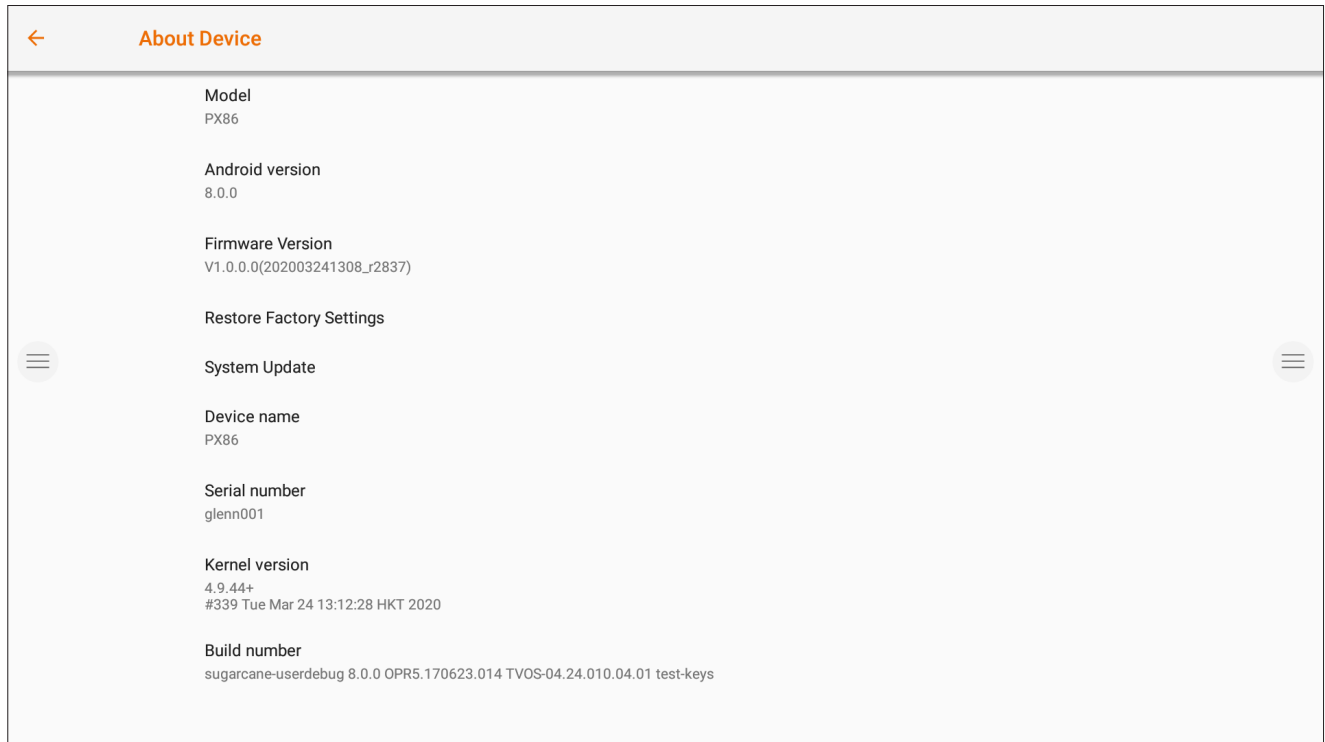 About Device
Model
PX86
Android version
8.0.0
Firmware Version
V1.0.0.0(202003241308_r2837)
Restore Factory Settings
System Update
Device name
PX86
Serial number
glenn001
Kernel version
4.9.44+
#339 Tue Mar 24 13:12:28 HKT 2020
Build number
sugarcane-userdebug 8.0.0 OPR5.170623.014 TVOS-04.24.010.04.01 test-keys